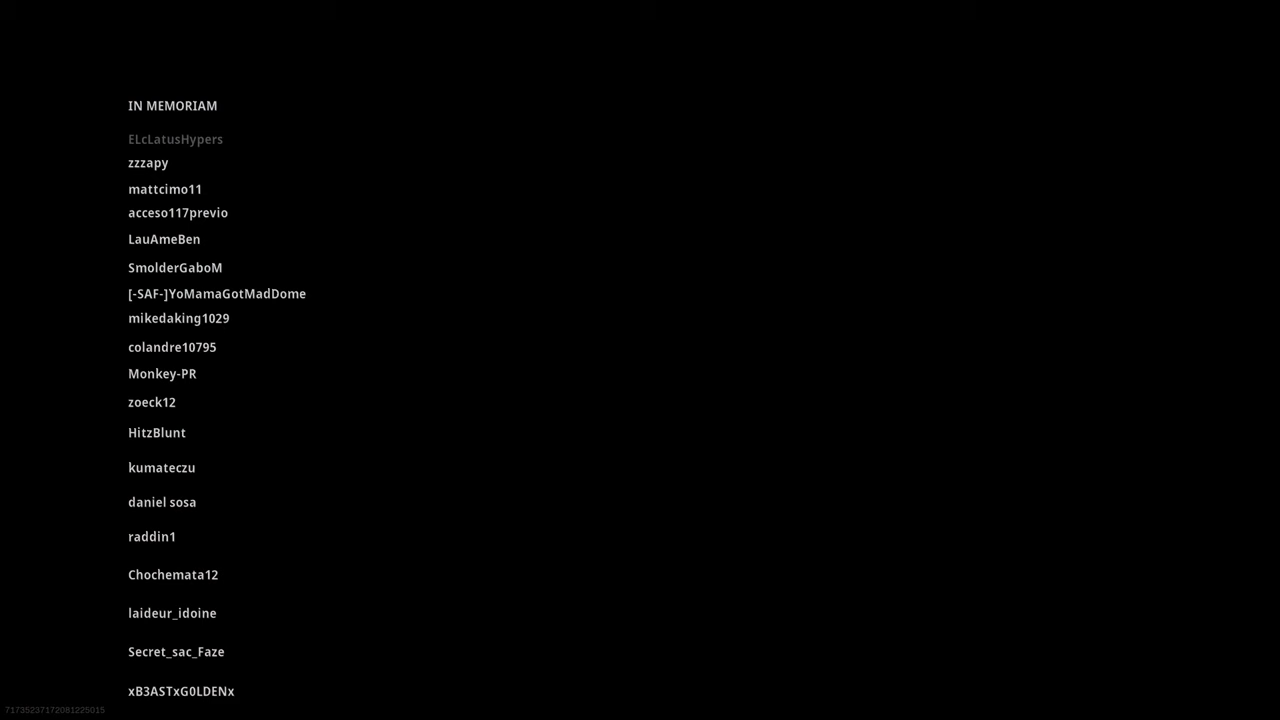 IN MEMORIAM
ELcLatusHypers
zzzapy
mattcimo11
acceso117previo
LauAmeBen
SmolderGaboM
[-SAF-]YoMamaGotMadDome
mikedaking1029
colandre10795
Monkey-PR
zoeck12
HitzBlunt
kumateczu
daniel sosa
raddin1
Chochemata12
laideur_idoine
Secret_sac_Faze
xB3ASTxG0LDENx
71735237172081225015